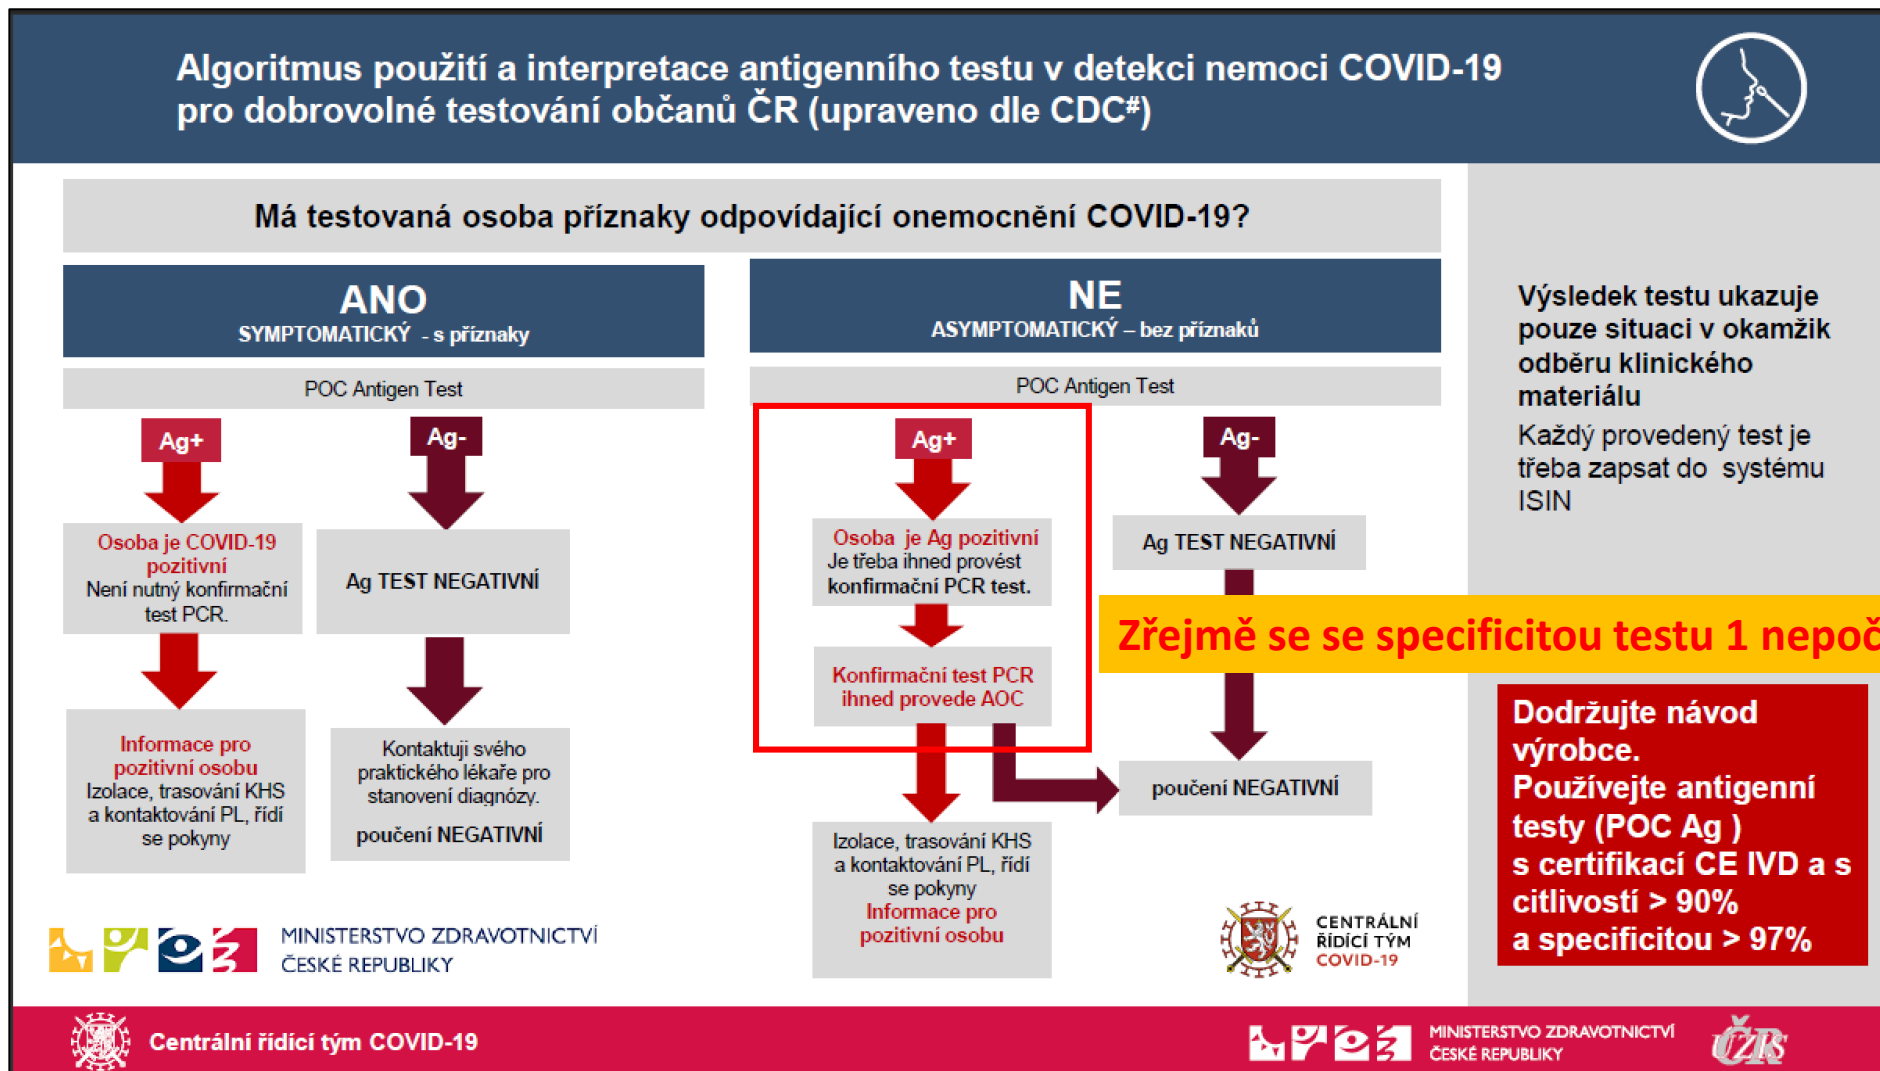 Algoritmus použití a interpretace antigenního testu v detekci nemoci COVID-19
pro dobrovolné testování občanů ČR (upraveno dle CDC#)
Má testovaná osoba příznaky odpovídající onemocnění COVID-19?
ANO
SYMPTOMATICKÝ - s příznaky
POC Antigen Test
Ag+
Osoba je COVID-19
pozitivní
Není nutný konfirmační
test PCR.
Informace pro
pozitivní osobu
Izolace, trasování KHS
a kontaktování PL, řídí
se pokyny
Ag-
Ag TEST NEGATIVNÍ
Kontaktuji svého
praktického lékaře pro
stanovení diagnózy.
poučení NEGATIVNÍ
NE
ASYMPTOMATICKÝ – bez příznaků
POC Antigen Test
Ag+
Osoba je Ag pozitivní
Je třeba ihned provést
konfirmační PCR test.
Konfirmační test PCR
ihned provede AOC
Izolace, trasování KHS
a kontaktování PL, řídí
se pokyny
Informace pro
pozitivní osobu
Ag-
Ag TEST NEGATIVNÍ
poučení NEGATIVNÍ
Zřejmě se se specificitou testu 1 nepoč
Výsledek testu ukazuje
pouze situaci v okamžik
odběru klinického
materiálu
Každý provedený test je
třeba zapsat do systému
ISIN
Dodržujte návod
výrobce.
Používejte antigenní
testy (POC Ag )
s certifikací CE IVD a s
citlivostí > 90%
a specificitou > 97%
MINISTERSTVO ZDRAVOTNICTVÍ
ČESKÉ REPUBLIKY
CENTRÁLNÍ
ŘÍDÍCÍ TÝM
COVID-19
Centrální řídící tým COVID-19
MINISTERSTVO ZDRAVOTNICTVÍ
ČESKÉ REPUBLIKY
ÚZIS